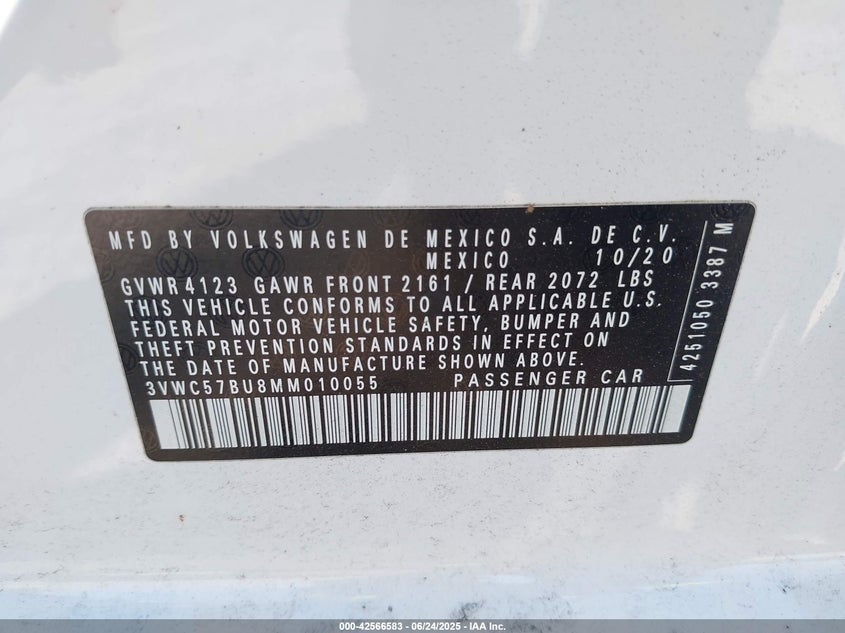 MFD BY VOLKSWAGEN DE MEXICO S.A. DE C.V.
MEXICO 10/20
GVWR 4123 GAWR FRONT 2161 / REAR 2072 LBS
THIS VEHICLE CONFORMS TO ALL APPLICABLE U.S.
FEDERAL MOTOR VEHICLE SAFETY, BUMPER AND
THEFT PREVENTION STANDARDS IN EFFECT ON
THE DATE OF MANUFACTURE SHOWN ABOVE.
3VWC57BU8MM010055 PASSENGER CAR
4251050 3387 M
000-42566583 - 06/24/2025 - IAA Inc.